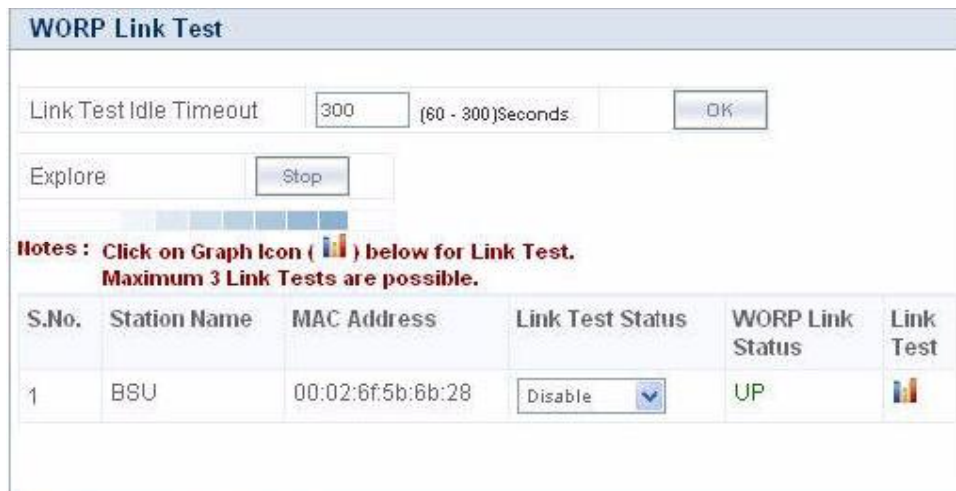 WORP Link Test
Link Test Idle Timeout 300 (60 - 300)Seconds OK
Explore Stop
Notes : Click on Graph Icon ( ) below for Link Test.
Maximum 3 Link Tests are possible.
S.No. Station Name MAC Address Link Test Status WORP Link Status Link Test
1 BSU 00:02:6f:5b:6b:28 Disable UP